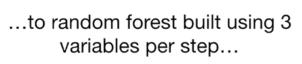 ...to random forest built using 3
variables per step...